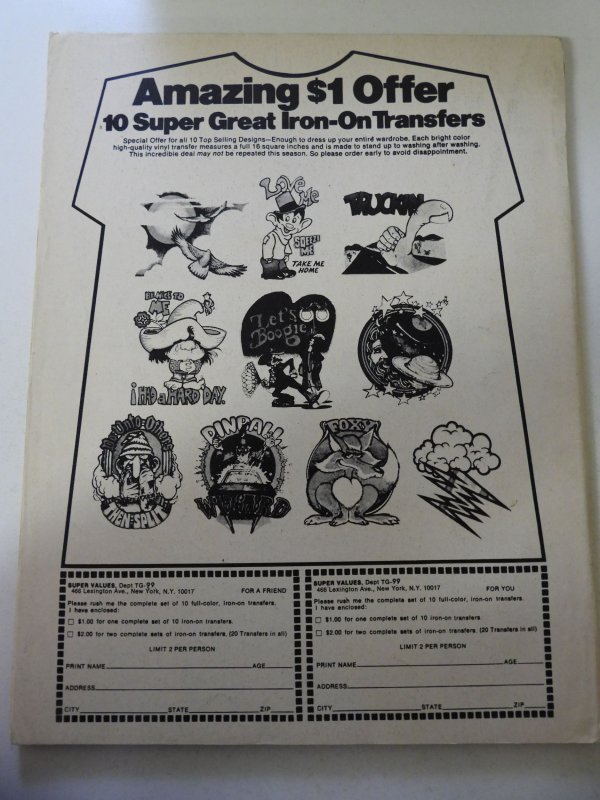 Amazing $1 Offer
10 Super Great Iron-On Transfers
Special Offer for all 10 Top Selling Designs—Enough to dress up your entire wardrobe. Each bright color
high-quality vinyl transfer measures a full 16 square inches and is made to stand up to washing after washing.
This incredible deal may not be repeated this season. So please order early to avoid disappointment.
LOVE ME
SQEEZE
ME
TAKE ME
HOME
TRUCKIN
BE NICE TO
ME
i HAD a HARD DAY.
Let's
Boogie
Do Unto Others
THEN SPLIT
PINBALL
WIZARD
FOXY
SUPER VALUES, Dept TG-99
466 Lexington Ave., New York, N.Y. 10017 FOR A FRIEND
Please rush me the complete set of 10 full-color, iron-on transfers.
I have enclosed:
$1.00 for one complete set of 10 iron-on transfers.
$2.00 for two complete sets of iron-on transfers. (20 Transfers in all)
LIMIT 2 PER PERSON
PRINT NAME AGE
ADDRESS
CITY STATE ZIP
SUPER VALUES, Dept TG-99
466 Lexington Ave., New York, N.Y. 10017 FOR YOU
Please rush me the complete set of 10 full-color, iron-on transfers.
I have enclosed:
$1.00 for one complete set of 10 iron-on transfers.
$2.00 for two complete sets of iron-on transfers. (20 Transfers in all)
LIMIT 2 PER PERSON
PRINT NAME AGE
ADDRESS
CITY STATE ZIP